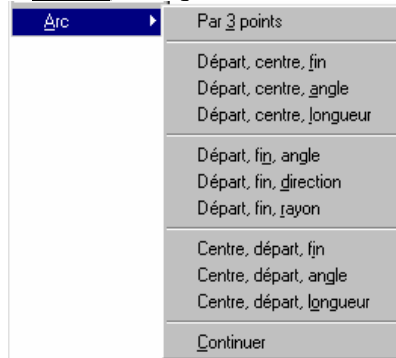 Arc
Par 3 points
Départ, centre, fin
Départ, centre, angle
Départ, centre, longueur
Départ, fin, angle
Départ, fin, direction
Départ, fin, rayon
Centre, départ, fin
Centre, départ, angle
Centre, départ, longueur
Continuer